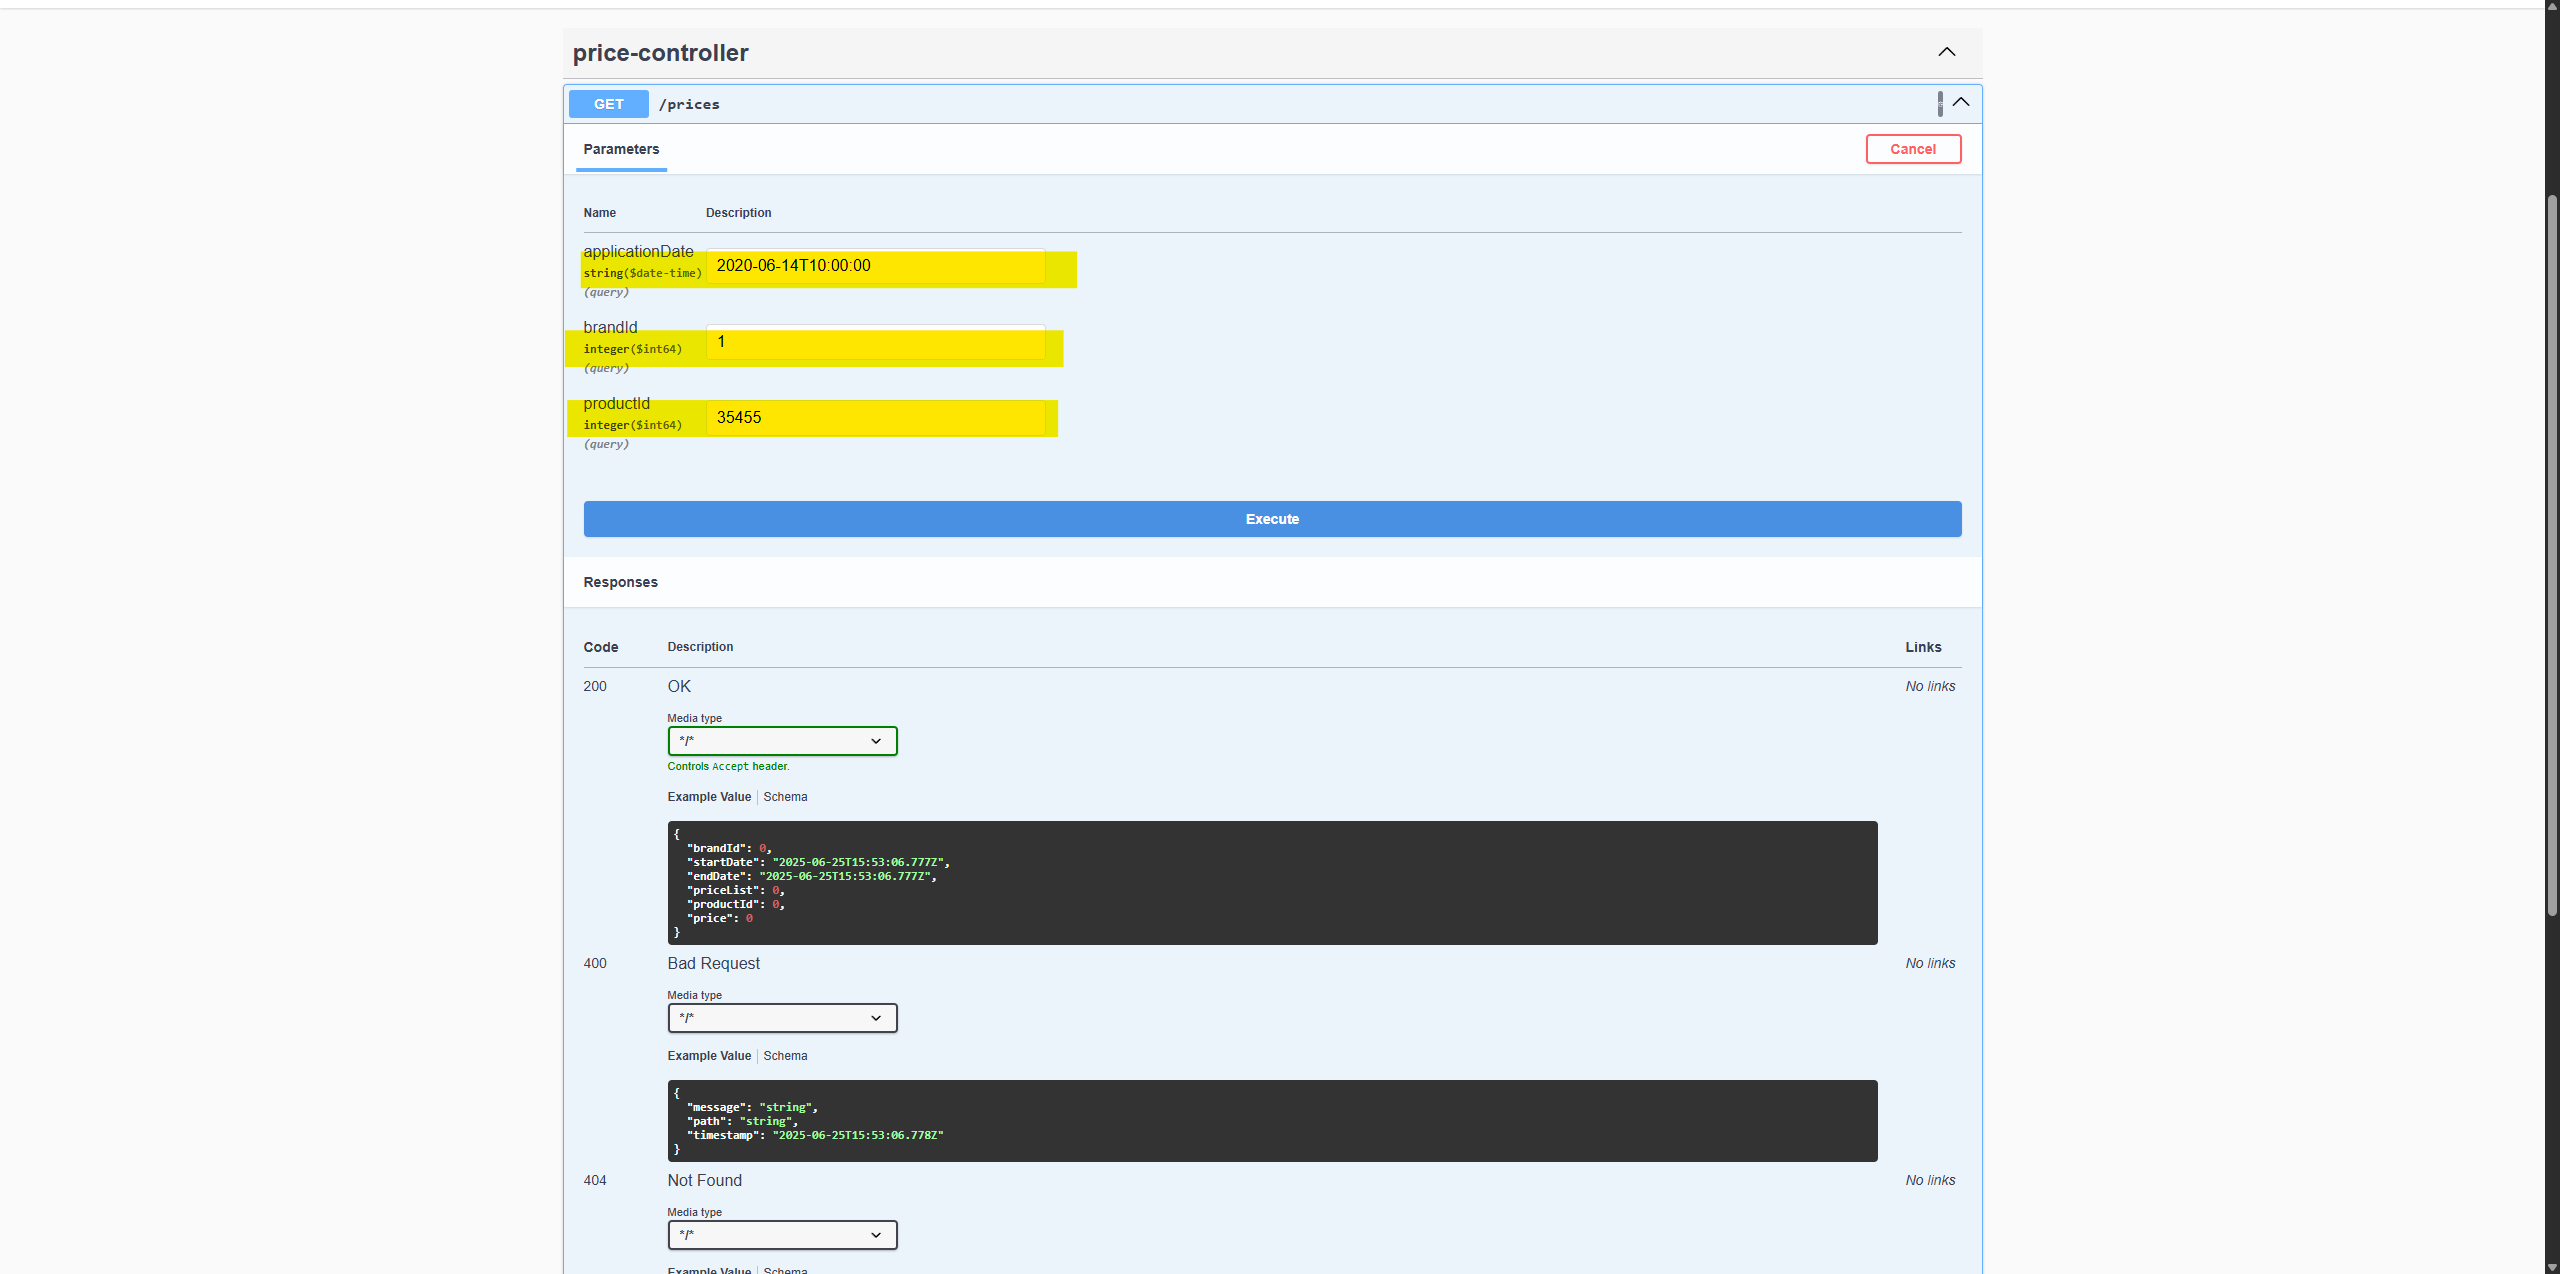 price-controller
GET /prices
Parameters
Cancel
Name Description
applicationDate
string($date-time)
(query)
2020-06-14T10:00:00
brandId
integer($int64)
(query)
1
productId
integer($int64)
(query)
35455
Execute
Responses
Code Description Links
200 OK No links
Media type
*/*
Controls Accept header.
Example Value Schema
{
"brandId": 0,
"startDate": "2025-06-25T15:53:06.777Z",
"endDate": "2025-06-25T15:53:06.777Z",
"priceList": 0,
"productId": 0,
"price": 0
}
400 Bad Request No links
Media type
*/*
Example Value Schema
{
"message": "string",
"path": "string",
"timestamp": "2025-06-25T15:53:06.778Z"
}
404 Not Found No links
Media type
*/*
Example Value Schema